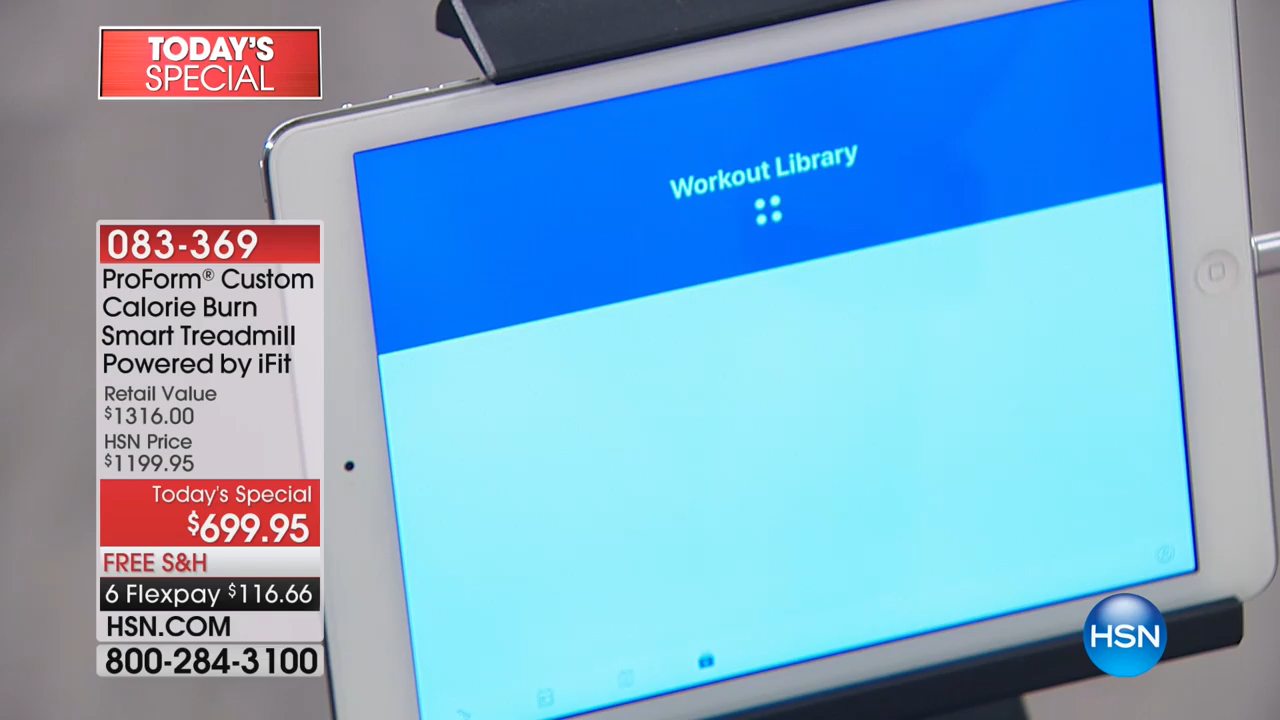 TODAY'S
SPECIAL
Workout Library
083-369
ProForm® Custom
Calorie Burn
Smart Treadmill
Powered by iFit
Retail Value
$1316.00
HSN Price
$1199.95
Today's Special
$699.95
FREE S&H
6 Flexpay $116.66
HSN.COM
800-284-3100
HSN